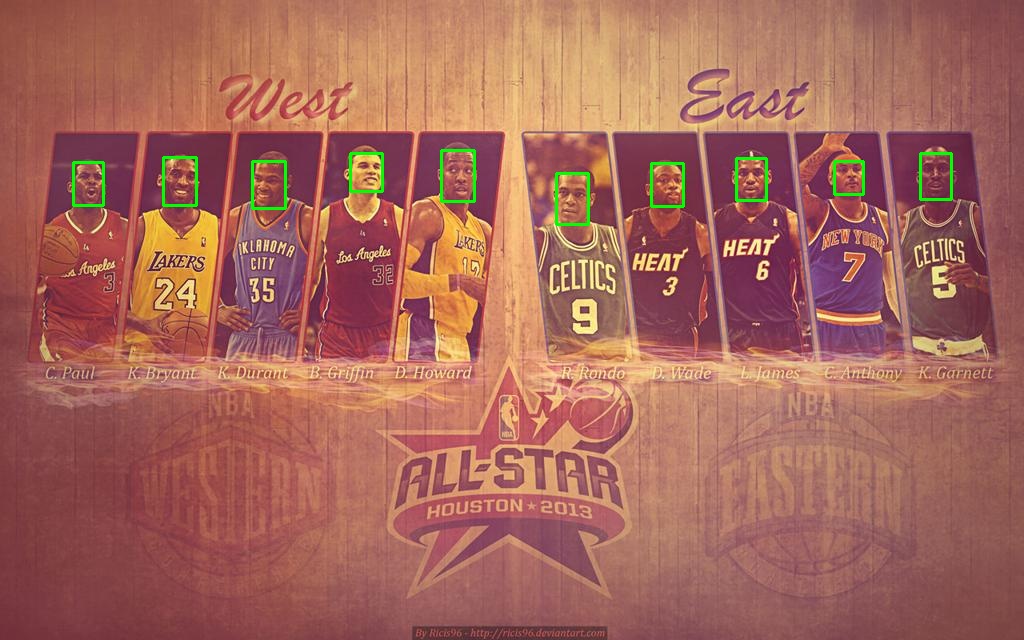 West
East
Los Angeles
3
LAKERS
24
OKLAHOMA
CITY
35
Los Angeles
32
LAKERS
12
CELTICS
9
HEAT
3
HEAT
6
NEW YORK
7
CELTICS
5
C. Paul
K. Bryant
K. Durant
B. Griffin
D. Howard
R. Rondo
D. Wade
L. James
C. Anthony
K. Garnett
NBA
WESTERN
NBA
ALL-STAR
HOUSTON ★ 2013
NBA
EASTERN
By Ricis96 - http://ricis96.deviantart.com